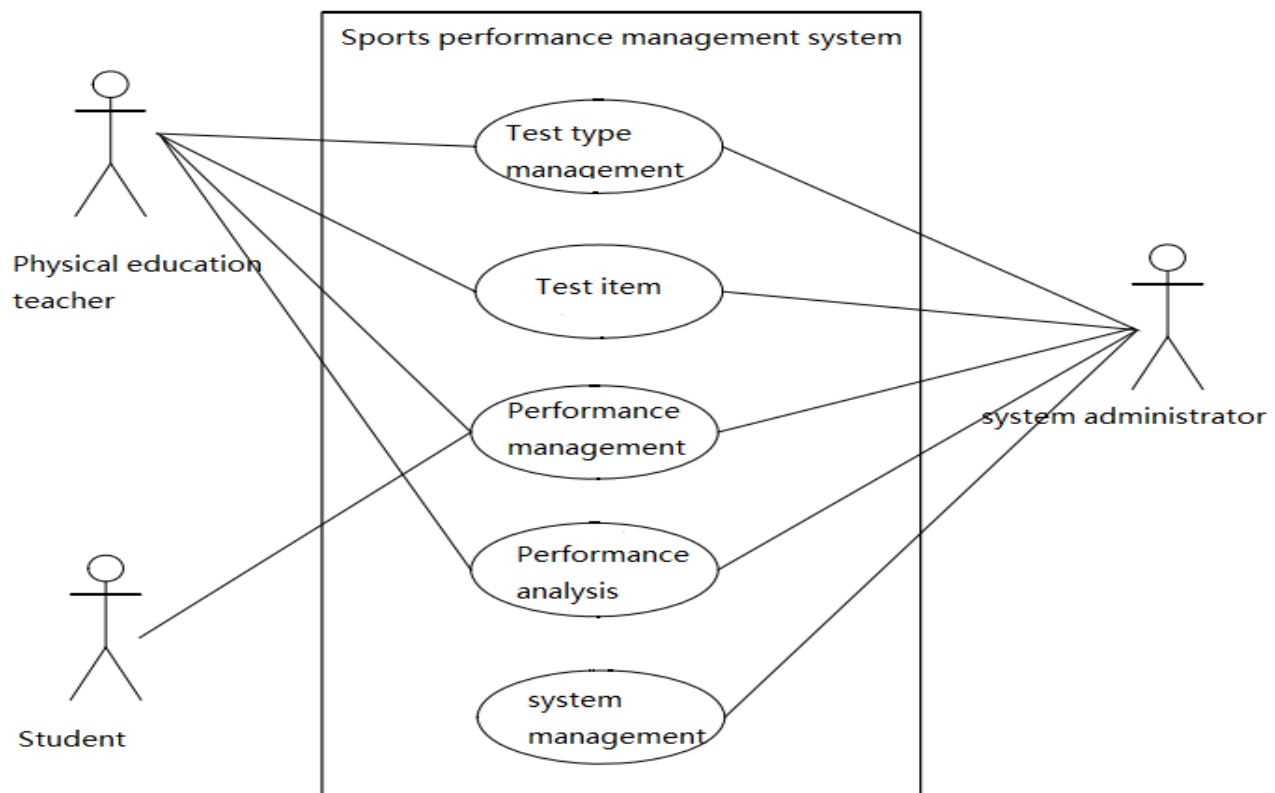 Sports performance management system
Test type
management
Physical education
teacher
Test item
Performance
management
system administrator
Performance
analysis
Student
system
management